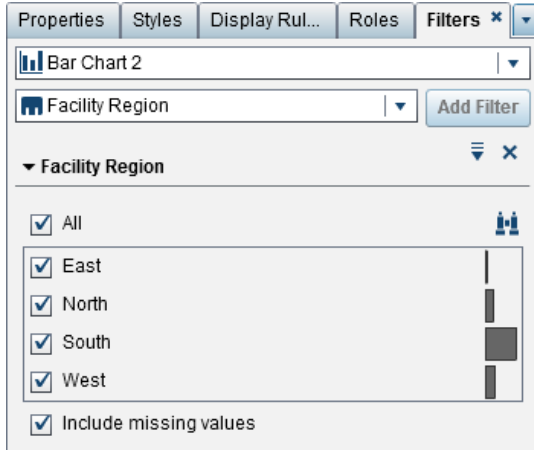 Properties Styles Display Rul... Roles Filters
Bar Chart 2
Facility Region Add Filter
Facility Region
All
East
North
South
West
Include missing values